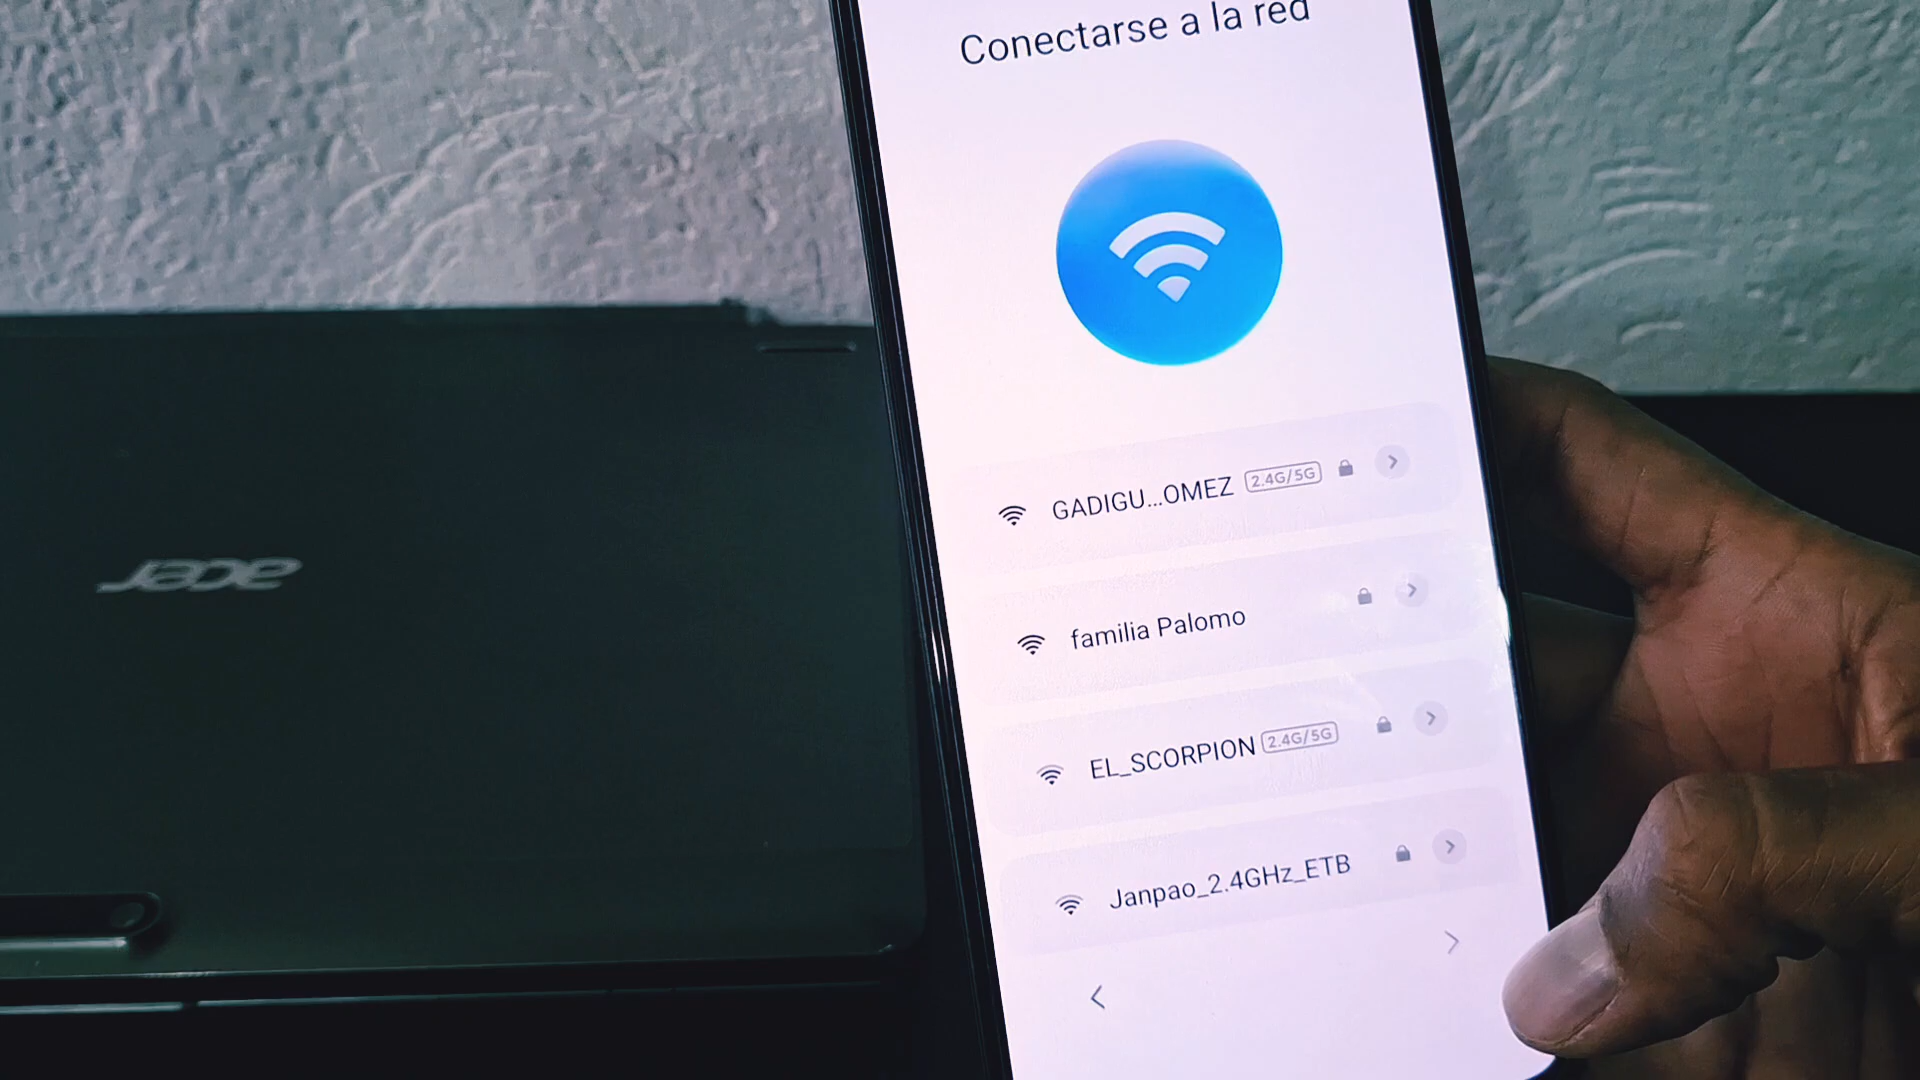 Conectarse a la red
GADIGU...OMEZ 2.4G/5G
familia Palomo
EL_SCORPION 2.4G/5G
Janpao_2.4GHz_ETB
acer